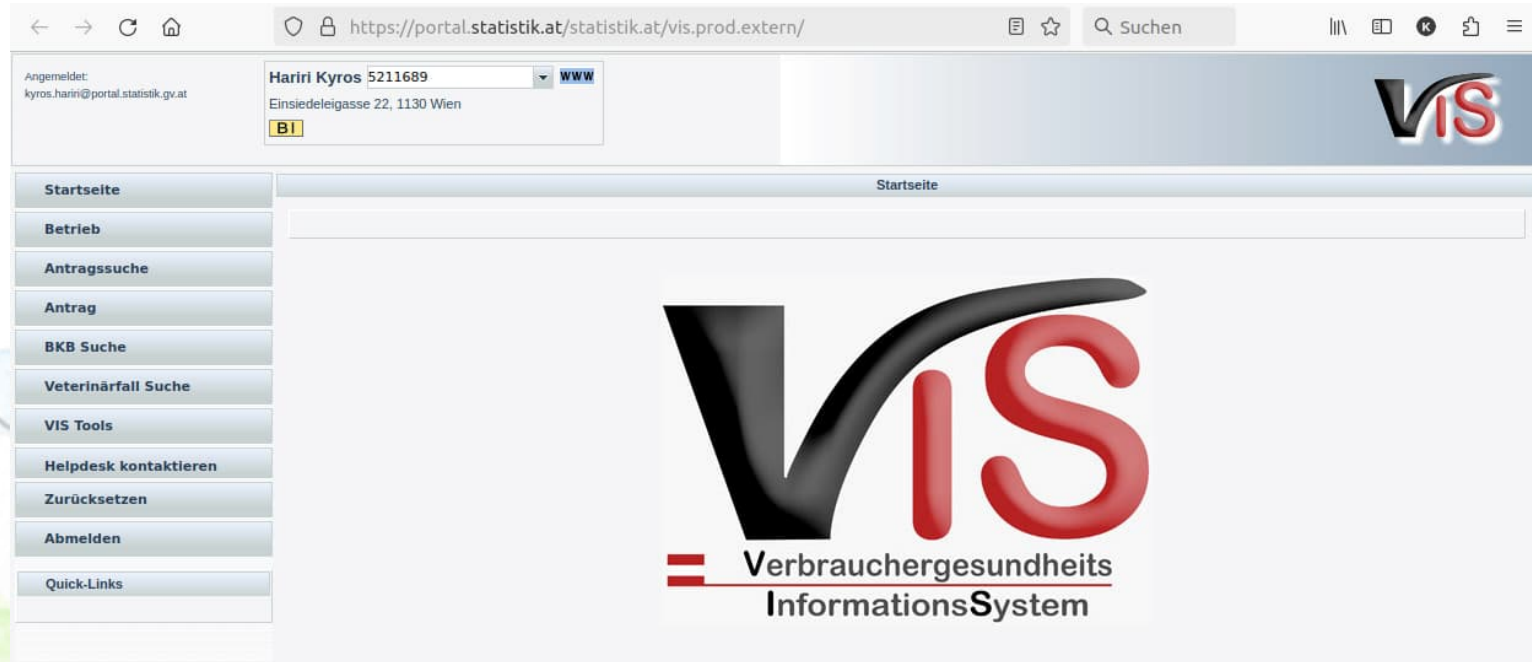 https://portal.statistik.at/statistik.at/vis.prod.extern/
Suchen
K
Angemeldet:
kyros.hariri@portal.statistik.gv.at
Hariri Kyros 5211689 WWW
Einsiedeleigasse 22, 1130 Wien
BI
VIS
Startseite
Betrieb
Antragssuche
Antrag
BKB Suche
Veterinärfall Suche
VIS Tools
Helpdesk kontaktieren
Zurücksetzen
Abmelden
Quick-Links
Startseite
VIS
Verbrauchergesundheits
InformationsSystem